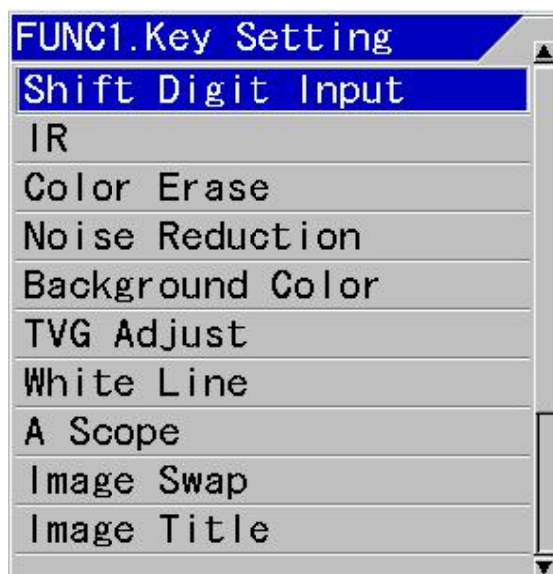 FUNC1.Key Setting
Shift Digit Input
IR
Color Erase
Noise Reduction
Background Color
TVG Adjust
White Line
A Scope
Image Swap
Image Title